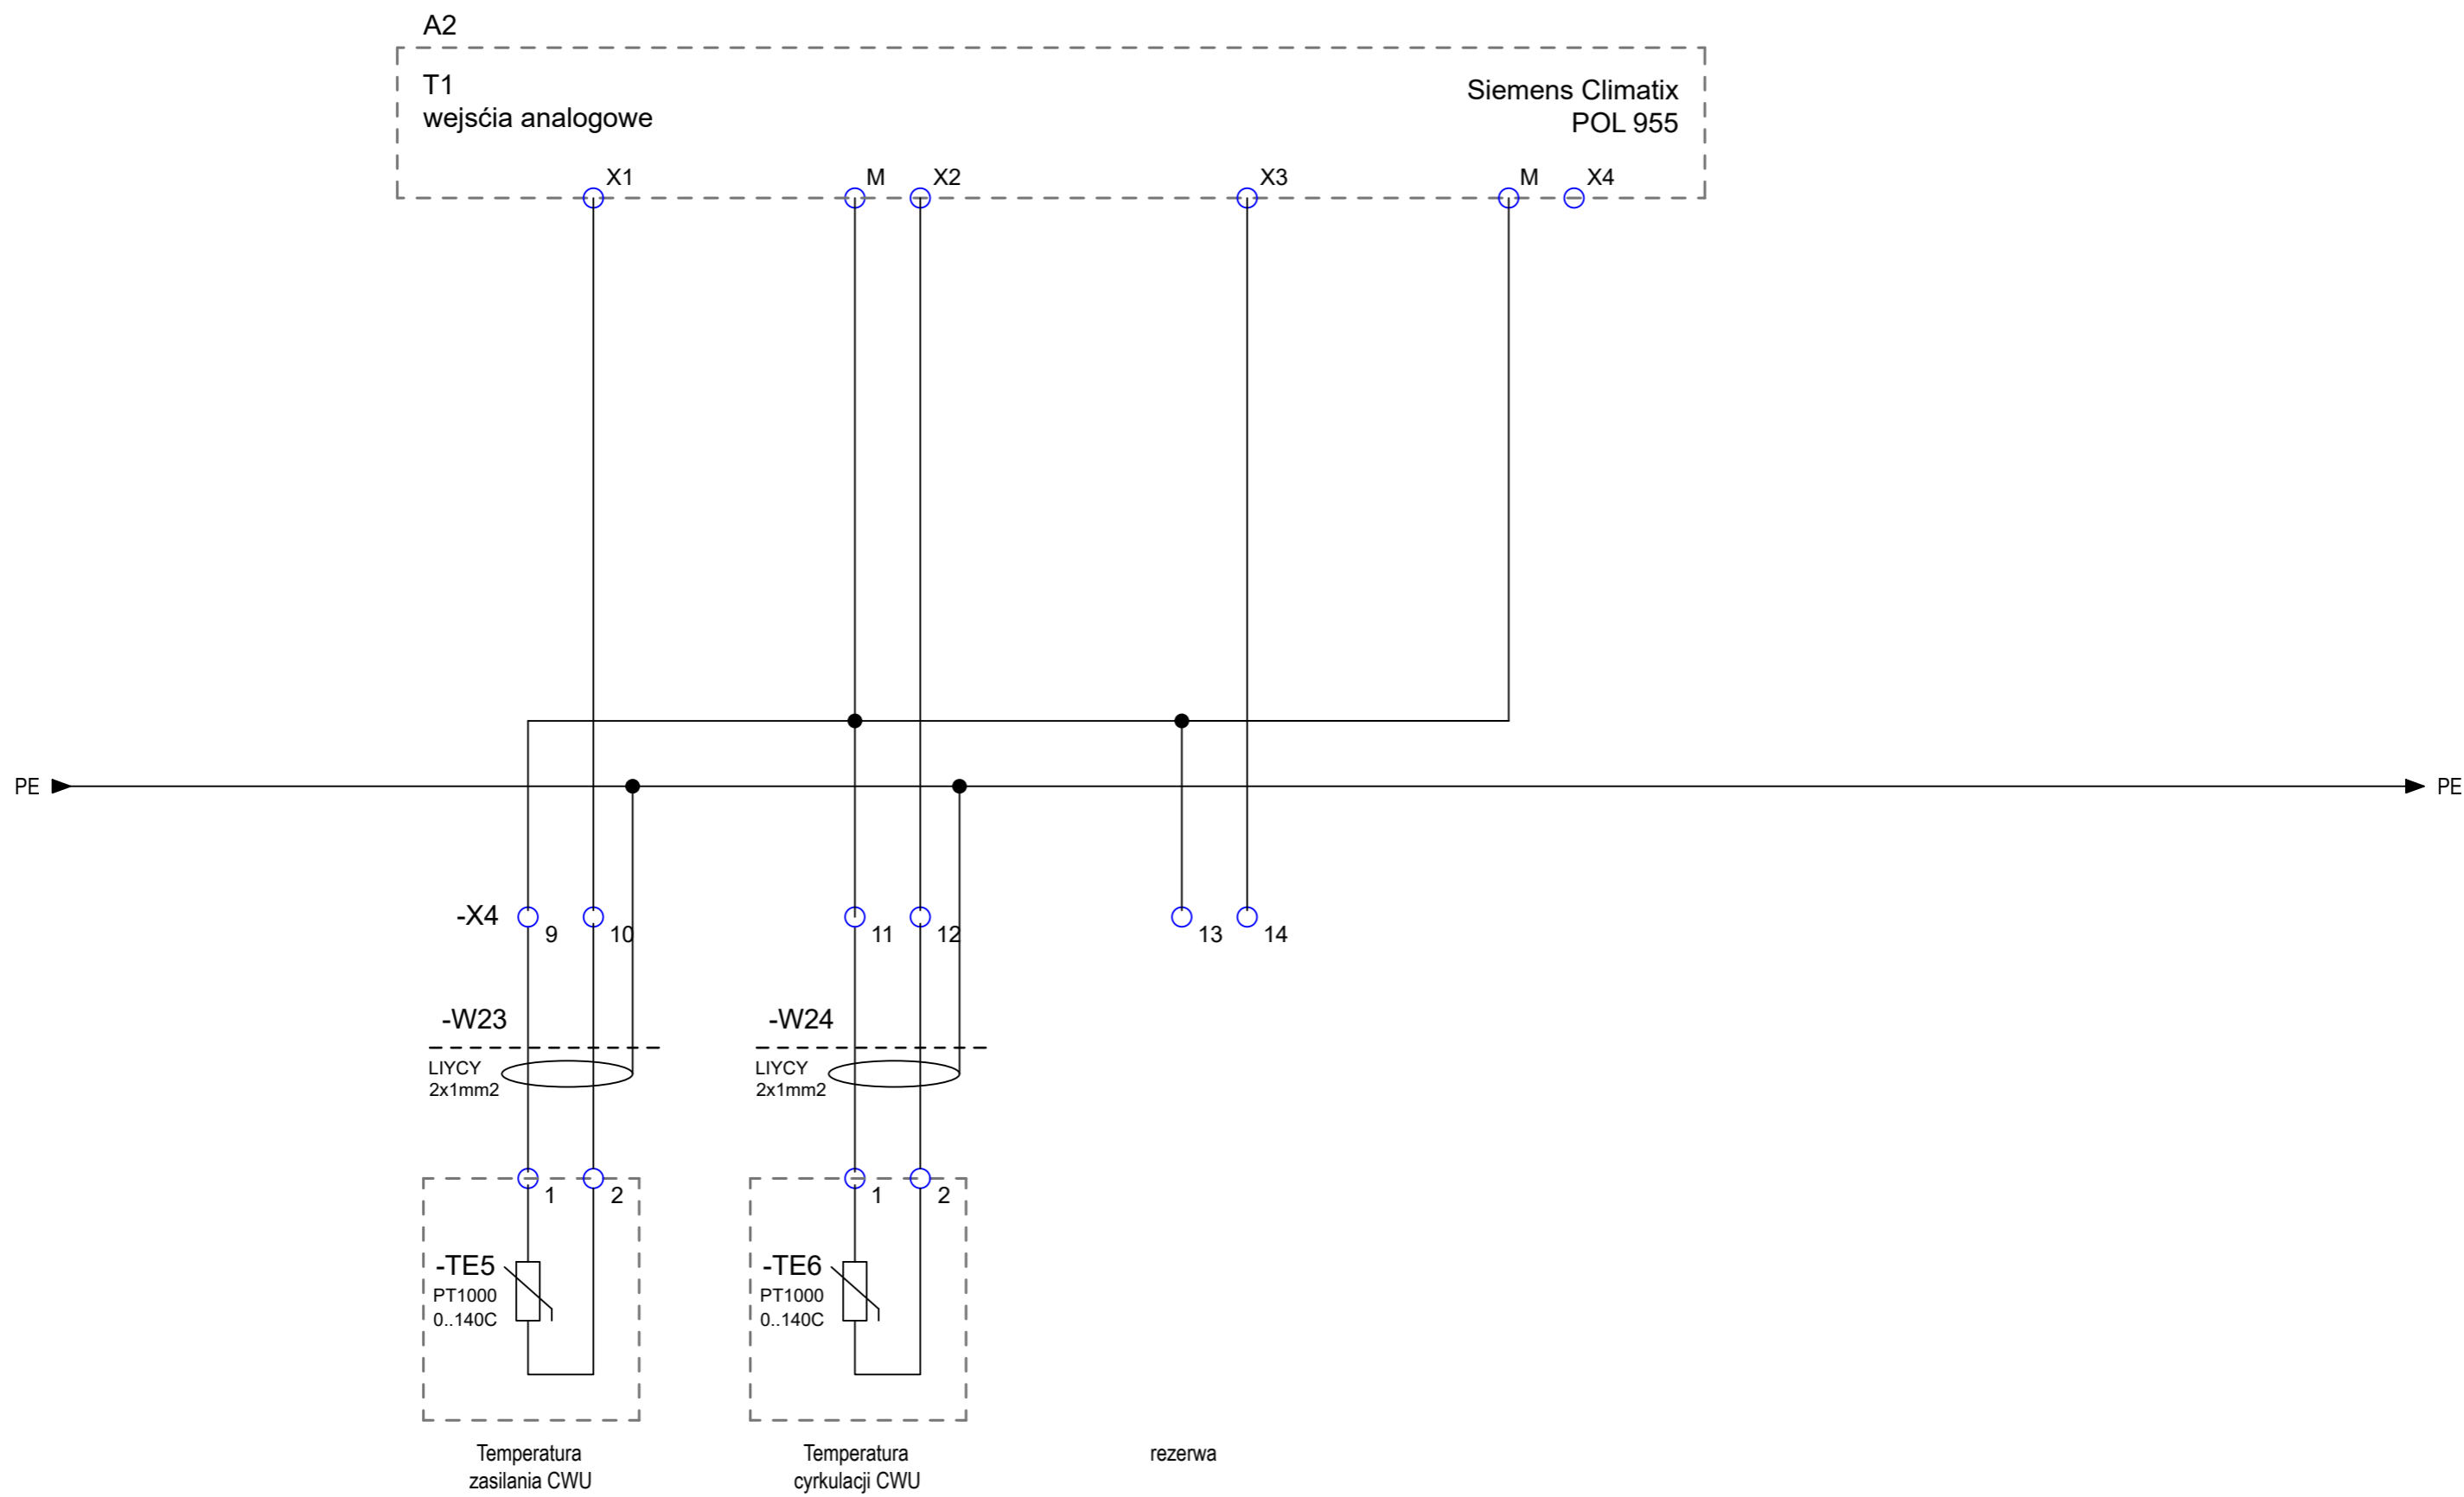 A2
T1
wejsćia analogowe
Siemens Climatix
POL 955
X1
M
X2
X3
M
X4
PE
PE
-X4
9
10
11
12
13
14
-W23
LIYCY
2x1mm2
-W24
LIYCY
2x1mm2
1
2
-TE5
PT1000
0..140C
1
2
-TE6
PT1000
0..140C
Temperatura
zasilania CWU
Temperatura
cyrkulacji CWU
rezerwa